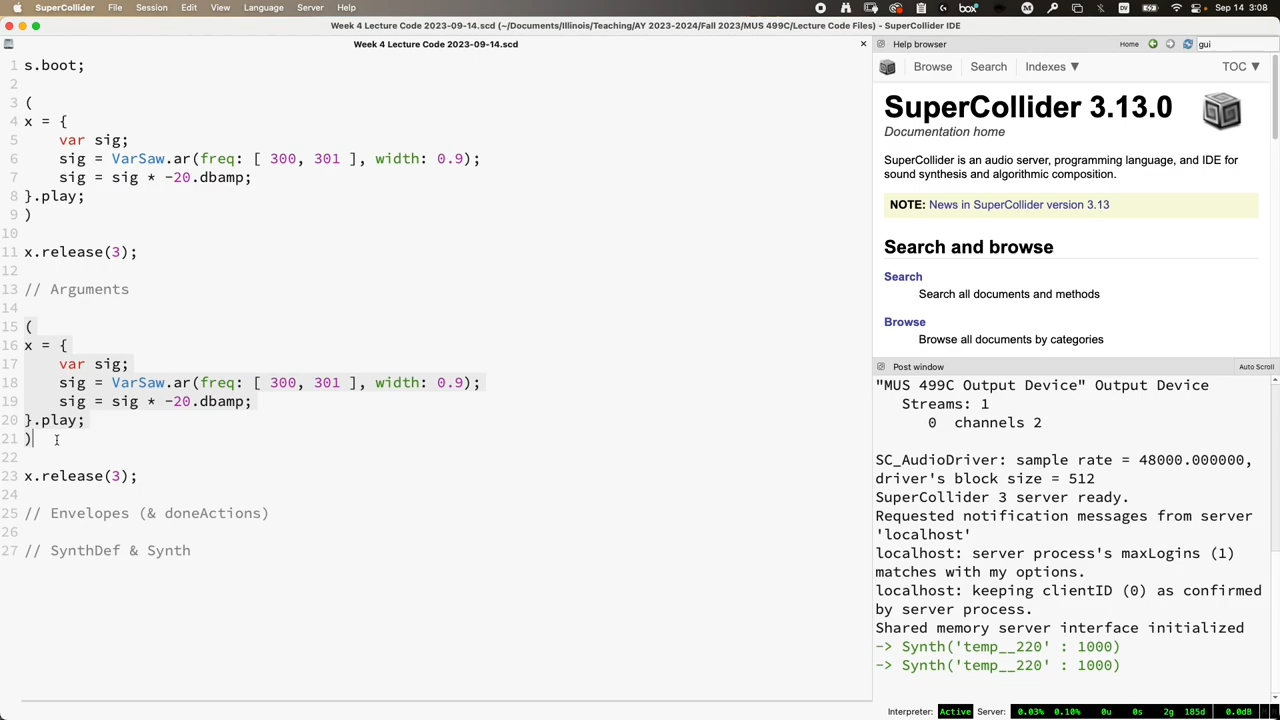 SuperCollider File Session Edit View Language Server Help Sep 14 3:08
Week 4 Lecture Code 2023-09-14.scd (~/Documents/Illinois/Teaching/AY 2023-2024/Fall 2023/MUS 499C/Lecture Code Files) - SuperCollider IDE
Week 4 Lecture Code 2023-09-14.scd
1 s.boot;
2
3 (
4 x = {
5 var sig;
6 sig = VarSaw.ar(freq: [ 300, 301 ], width: 0.9);
7 sig = sig * -20.dbamp;
8 }.play;
9 )
10
11 x.release(3);
12
13 // Arguments
14
15 (
16 x = {
17 var sig;
18 sig = VarSaw.ar(freq: [ 300, 301 ], width: 0.9);
19 sig = sig * -20.dbamp;
20 }.play;
21 )
22
23 x.release(3);
24
25 // Envelopes (& doneActions)
26
27 // SynthDef & Synth
Help browser Home gui
Browse Search Indexes ▼ TOC ▼
SuperCollider 3.13.0
Documentation home
SuperCollider is an audio server, programming language, and IDE for
sound synthesis and algorithmic composition.
NOTE: News in SuperCollider version 3.13
Search and browse
Search
Search all documents and methods
Browse
Browse all documents by categories
Post window Auto Scroll
"MUS 499C Output Device" Output Device
Streams: 1
0 channels 2
SC_AudioDriver: sample rate = 48000.000000,
driver's block size = 512
SuperCollider 3 server ready.
Requested notification messages from server
'localhost'
localhost: server process's maxLogins (1)
matches with my options.
localhost: keeping clientID (0) as confirmed
by server process.
Shared memory server interface initialized
-> Synth('temp__220' : 1000)
-> Synth('temp__220' : 1000)
Interpreter: Active Server: 0.03% 0.10% 0u 0s 2g 185d 0.0dB